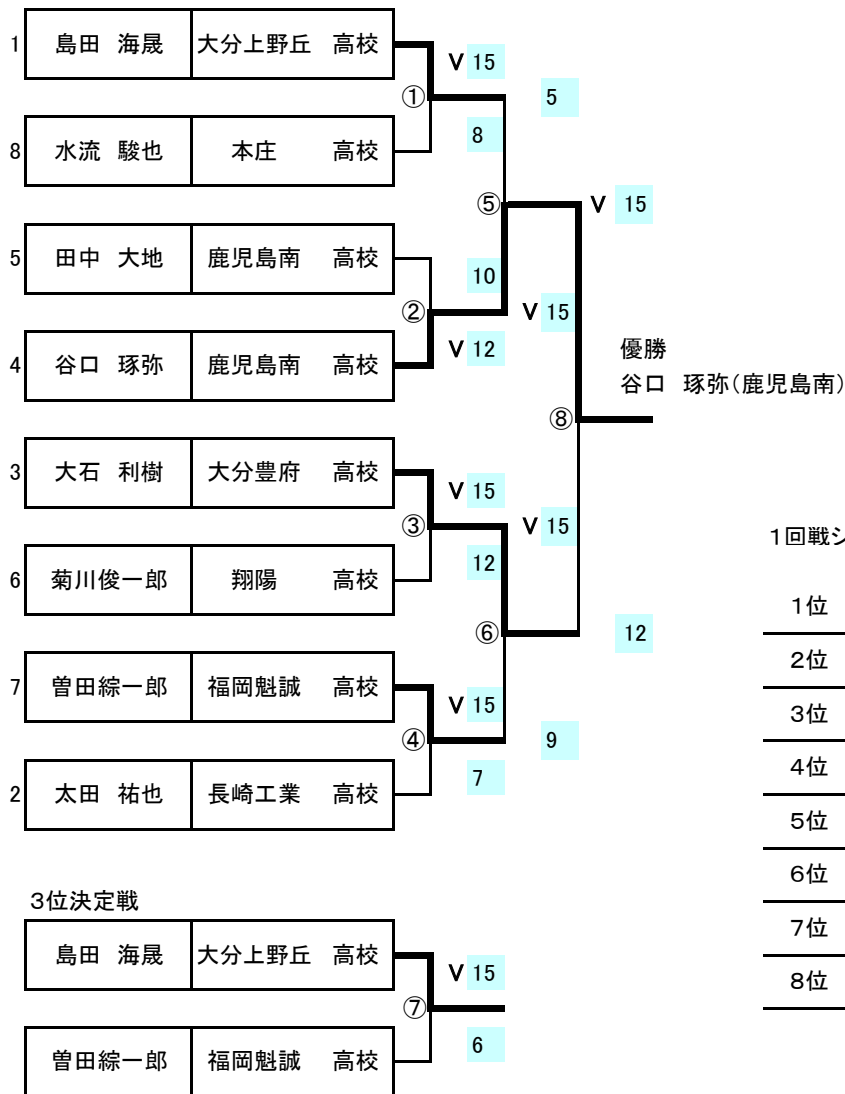 1 島田 海晟 大分上野丘 高校
V 15
① 5
8
8 水流 駿也 本庄 高校
⑤ V 15
5 田中 大地 鹿児島南 高校
10
② V 15
4 谷口 琢弥 鹿児島南 高校
V 12
優勝
谷口 琢弥(鹿児島南)
⑧
3 大石 利樹 大分豊府 高校
V 15
③ V 15
12
6 菊川俊一郎 翔陽 高校
⑥ 12
7 曽田綜一郎 福岡魁誠 高校
V 15
④ 9
7
2 太田 祐也 長崎工業 高校
3位決定戦
島田 海晟 大分上野丘 高校
V 15
⑦
6
曽田綜一郎 福岡魁誠 高校
1回戦シ
1位
2位
3位
4位
5位
6位
7位
8位